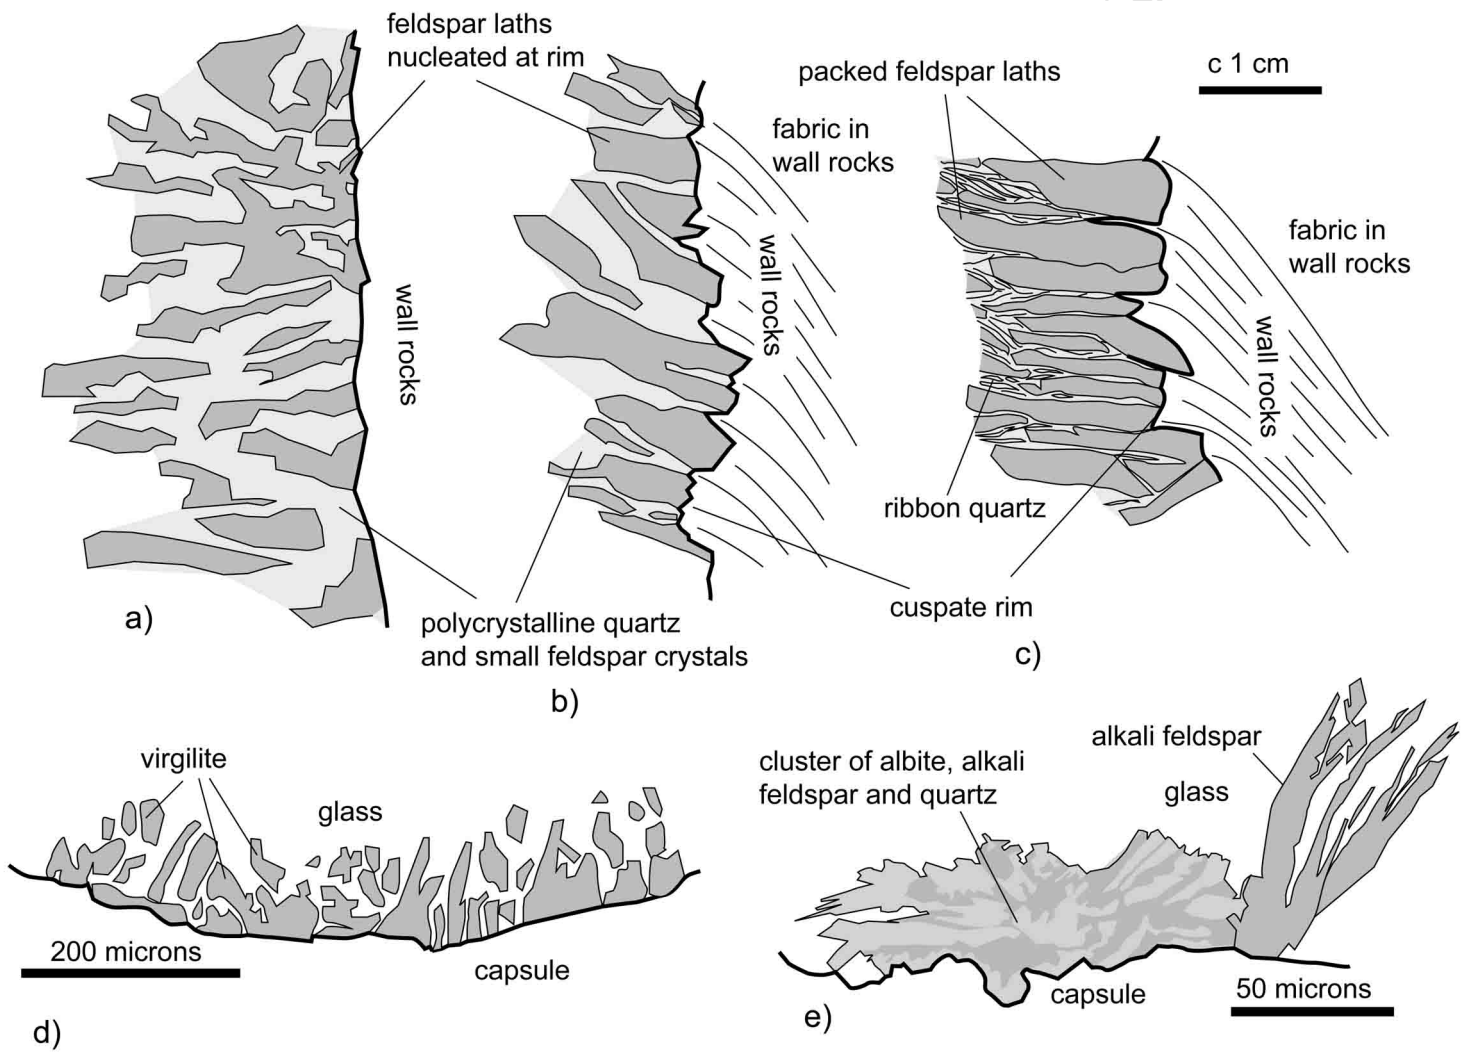 feldspar laths
nucleated at rim
packed feldspar laths
c 1 cm
fabric in
wall rocks
wall rocks
wall rocks
fabric in
wall rocks
wall rocks
ribbon quartz
cuspate rim
polycrystalline quartz
and small feldspar crystals
a)
b)
c)
virgilite
glass
200 microns
capsule
d)
cluster of albite, alkali
feldspar and quartz
alkali feldspar
glass
capsule
50 microns
e)